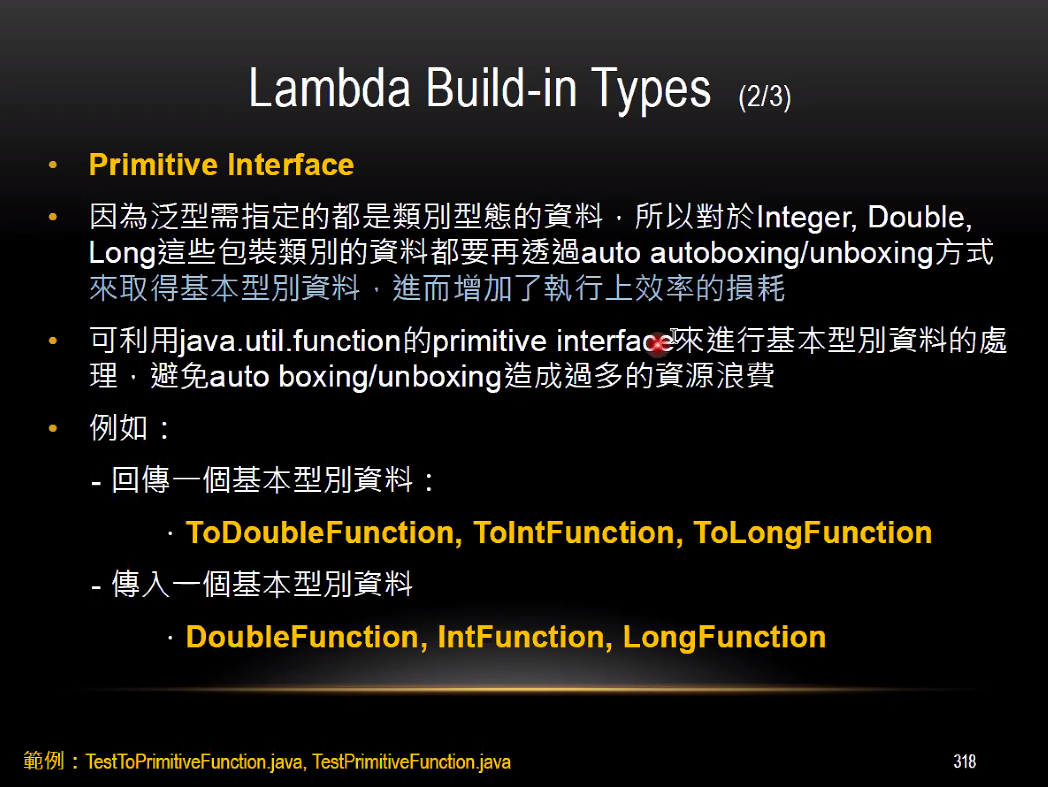 Lambda Build-in Types (2/3)
• Primitive Interface
• 因為泛型需指定的都是類別型態的資料，所以對於Integer, Double,
Long這些包裝類別的資料都要再透過auto autoboxing/unboxing方式
來取得基本型別資料，進而增加了執行上效率的損耗
• 可利用java.util.function的primitive interface來進行基本型別資料的處
理，避免auto boxing/unboxing造成過多的資源浪費
• 例如：
- 回傳一個基本型別資料：
· ToDoubleFunction, ToIntFunction, ToLongFunction
- 傳入一個基本型別資料
· DoubleFunction, IntFunction, LongFunction
範例：TestToPrimitiveFunction.java, TestPrimitiveFunction.java
318